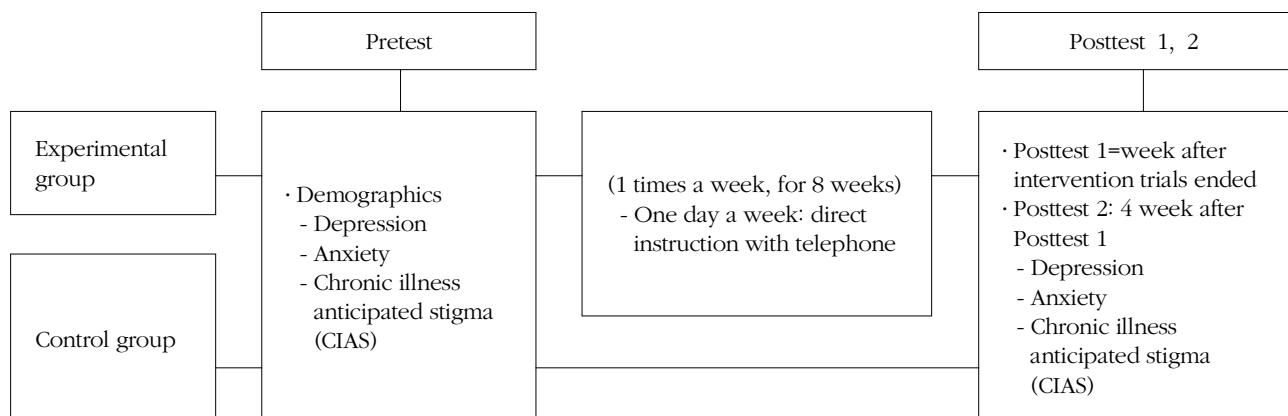 Pretest
Posttest 1, 2
Experimental
group
Control group
· Demographics
- Depression
- Anxiety
- Chronic illness
anticipated stigma
(CIAS)
(1 times a week, for 8 weeks)
- One day a week: direct
instruction with telephone
· Posttest 1=week after
intervention trials ended
· Posttest 2: 4 week after
Posttest 1
- Depression
- Anxiety
- Chronic illness
anticipated stigma
(CIAS)